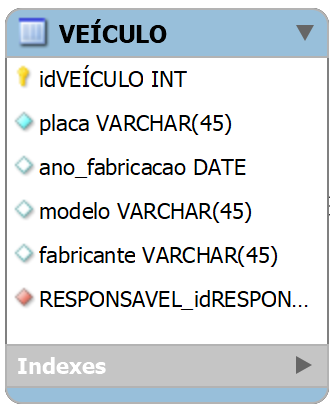 VEÍCULO
idVEÍCULO INT
placa VARCHAR(45)
ano_fabricacao DATE
modelo VARCHAR(45)
fabricante VARCHAR(45)
RESPONSAVEL_idRESPON...
Indexes